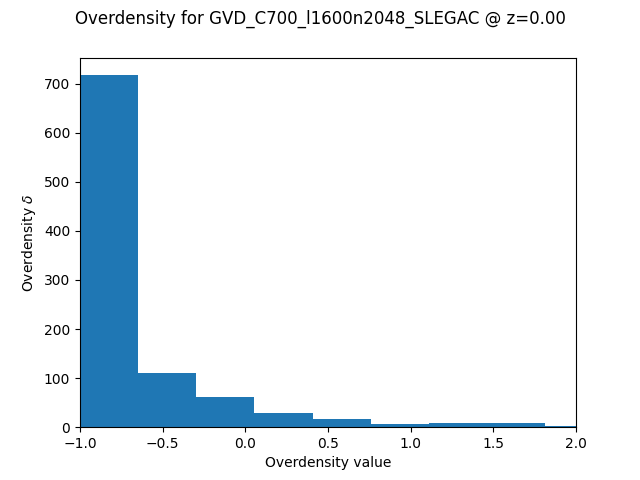 Overdensity for GVD_C700_l1600n2048_SLEGAC @ z=0.00
700
600
500
400
300
200
100
0
Overdensity δ
−1.0 −0.5 0.0 0.5 1.0 1.5 2.0
Overdensity value